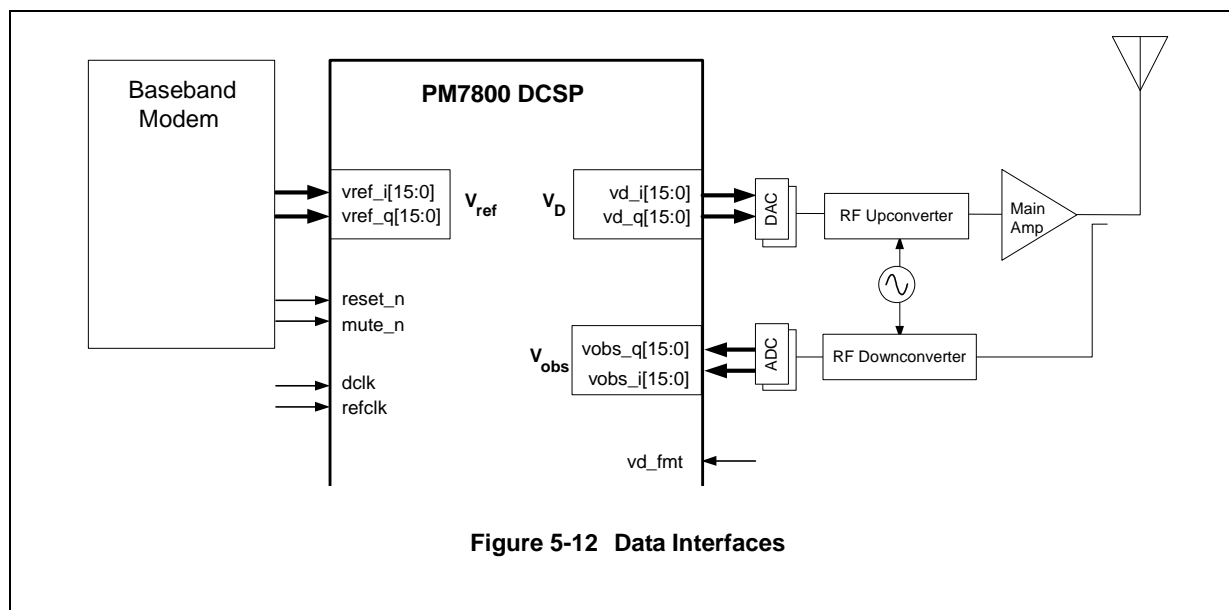 Baseband
Modem
PM7800 DCSP
vref_i[15:0]
vref_q[15:0]
Vref
VD
vd_i[15:0]
vd_q[15:0]
DAC
RF Upconverter
Main
Amp
reset_n
mute_n
Vobs
vobs_q[15:0]
vobs_i[15:0]
ADC
RF Downconverter
dclk
refclk
vd_fmt
Figure 5-12 Data Interfaces